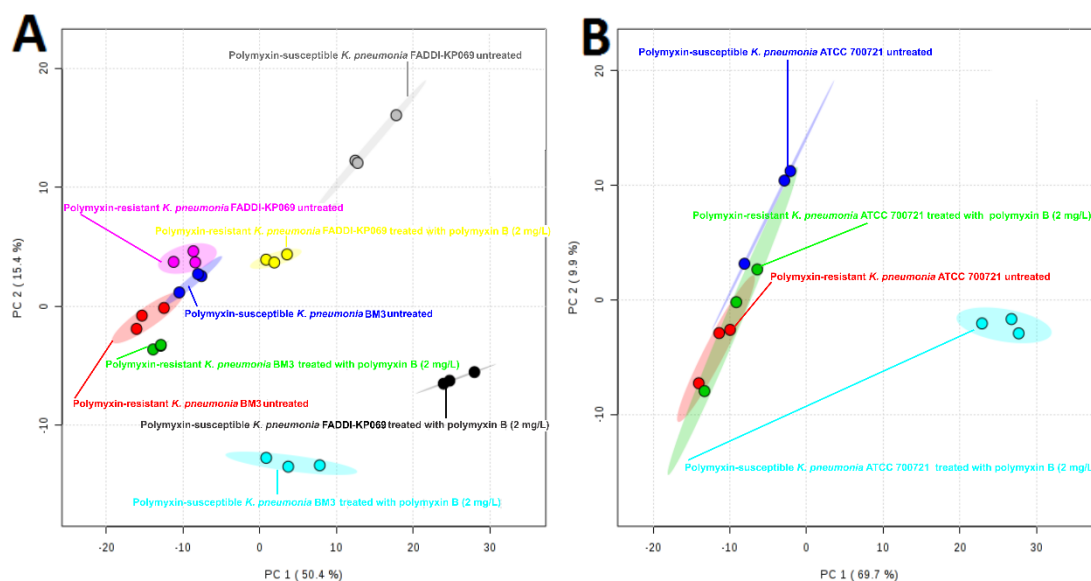 A
Polymyxin-susceptible K. pneumonia FADDI-KP069 untreated
Polymyxin-resistant K. pneumonia FADDI-KP069 untreated
Polymyxin-resistant K. pneumonia FADDI-KP069 treated with polymyxin B (2 mg/L)
Polymyxin-susceptible K. pneumonia BM3 untreated
Polymyxin-resistant K. pneumonia BM3 treated with polymyxin B (2 mg/L)
Polymyxin-resistant K. pneumonia BM3 untreated
Polymyxin-susceptible K. pneumonia FADDI-KP069 treated with polymyxin B (2 mg/L)
Polymyxin-susceptible K. pneumonia BM3 treated with polymyxin B (2 mg/L)
PC 2 ( 15.4 %)
20
10
0
-10
-20
-10
0
10
20
30
PC 1 ( 50.4 %)
B
Polymyxin-susceptible K. pneumonia ATCC 700721 untreated
Polymyxin-resistant K. pneumonia ATCC 700721 treated with polymyxin B (2 mg/L)
Polymyxin-resistant K. pneumonia ATCC 700721 untreated
Polymyxin-susceptible K. pneumonia ATCC 700721 treated with polymyxin B (2 mg/L)
PC 2 ( 9.9 %)
20
10
0
-10
-20
-10
0
10
20
30
PC 1 ( 69.7 %)